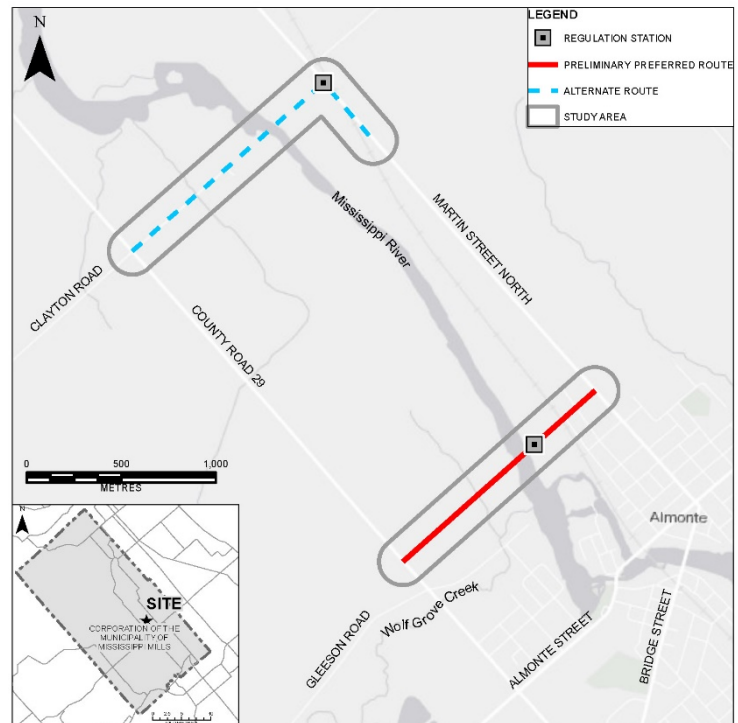 N
LEGEND
REGULATION STATION
PRELIMINARY PREFERRED ROUTE
ALTERNATE ROUTE
STUDY AREA
MARTIN STREET NORTH
Mississippi River
CLAYTON ROAD
COUNTY ROAD 29
0 500 1,000
METRES
Almonte
Wolf Grove Creek
GLEESON ROAD
ALMONTE STREET
BRIDGE STREET
N
SITE
CORPORATION OF THE
MUNICIPALITY OF
MISSISSIPPI MILLS